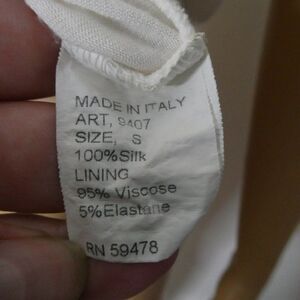 MADE IN ITALY
ART, 9407
SIZE, S
100%Silk
LINING
95% Viscose
5%Elastane
RN 59478